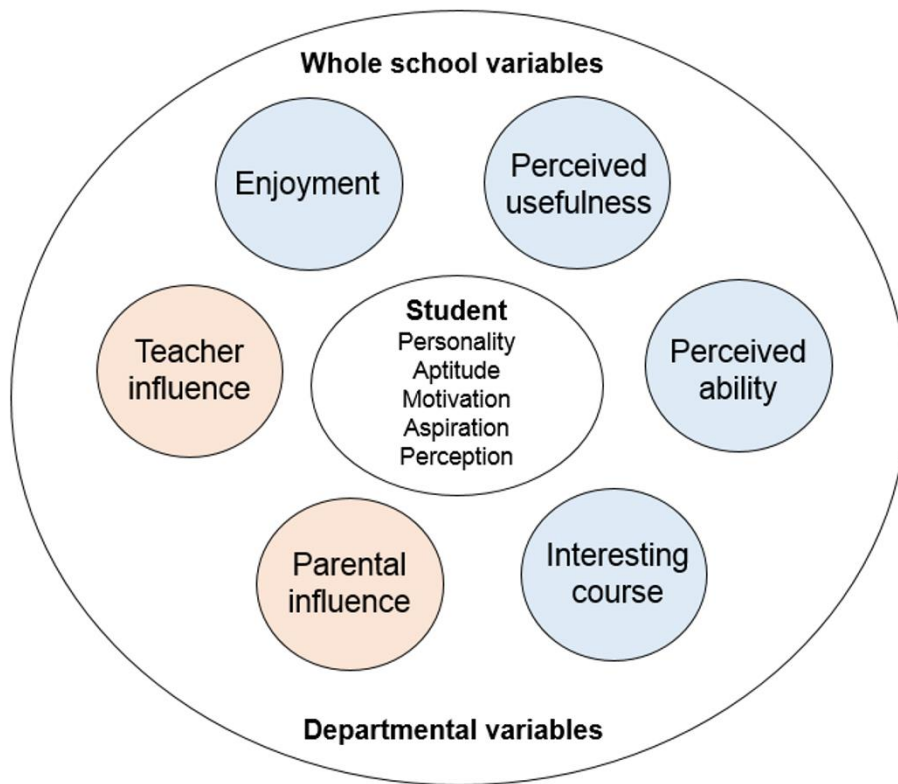 Whole school variables
Enjoyment
Perceived
usefulness
Teacher
influence
Student
Personality
Aptitude
Motivation
Aspiration
Perception
Perceived
ability
Parental
influence
Interesting
course
Departmental variables